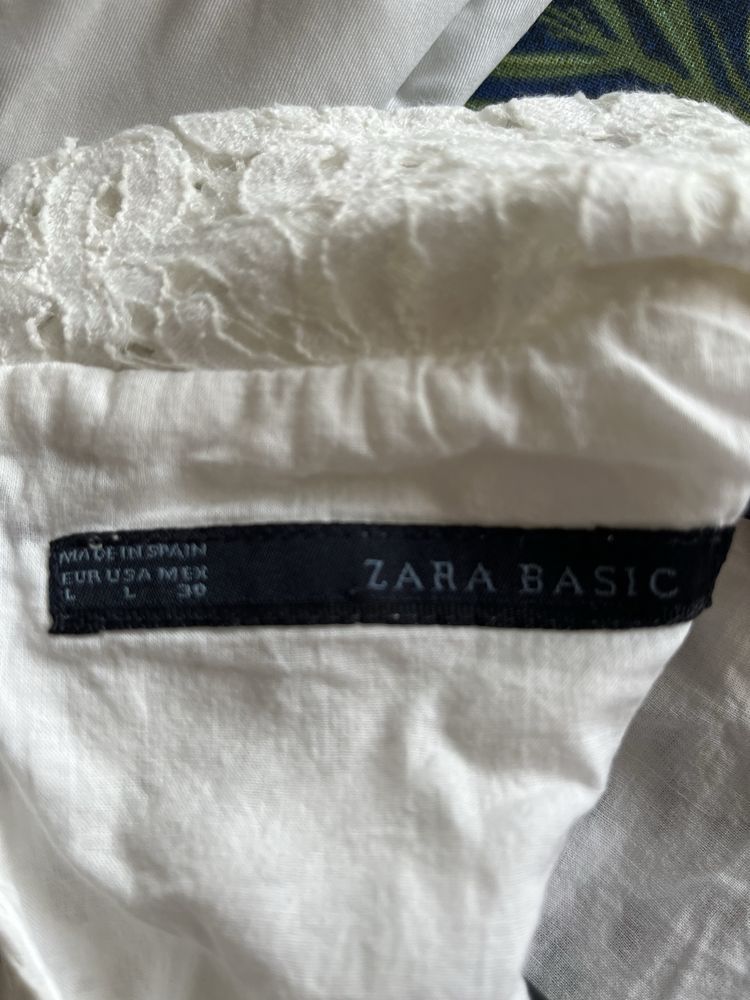 MADE IN SPAIN
EUR USA MEX
L L 30
ZARA BASIC